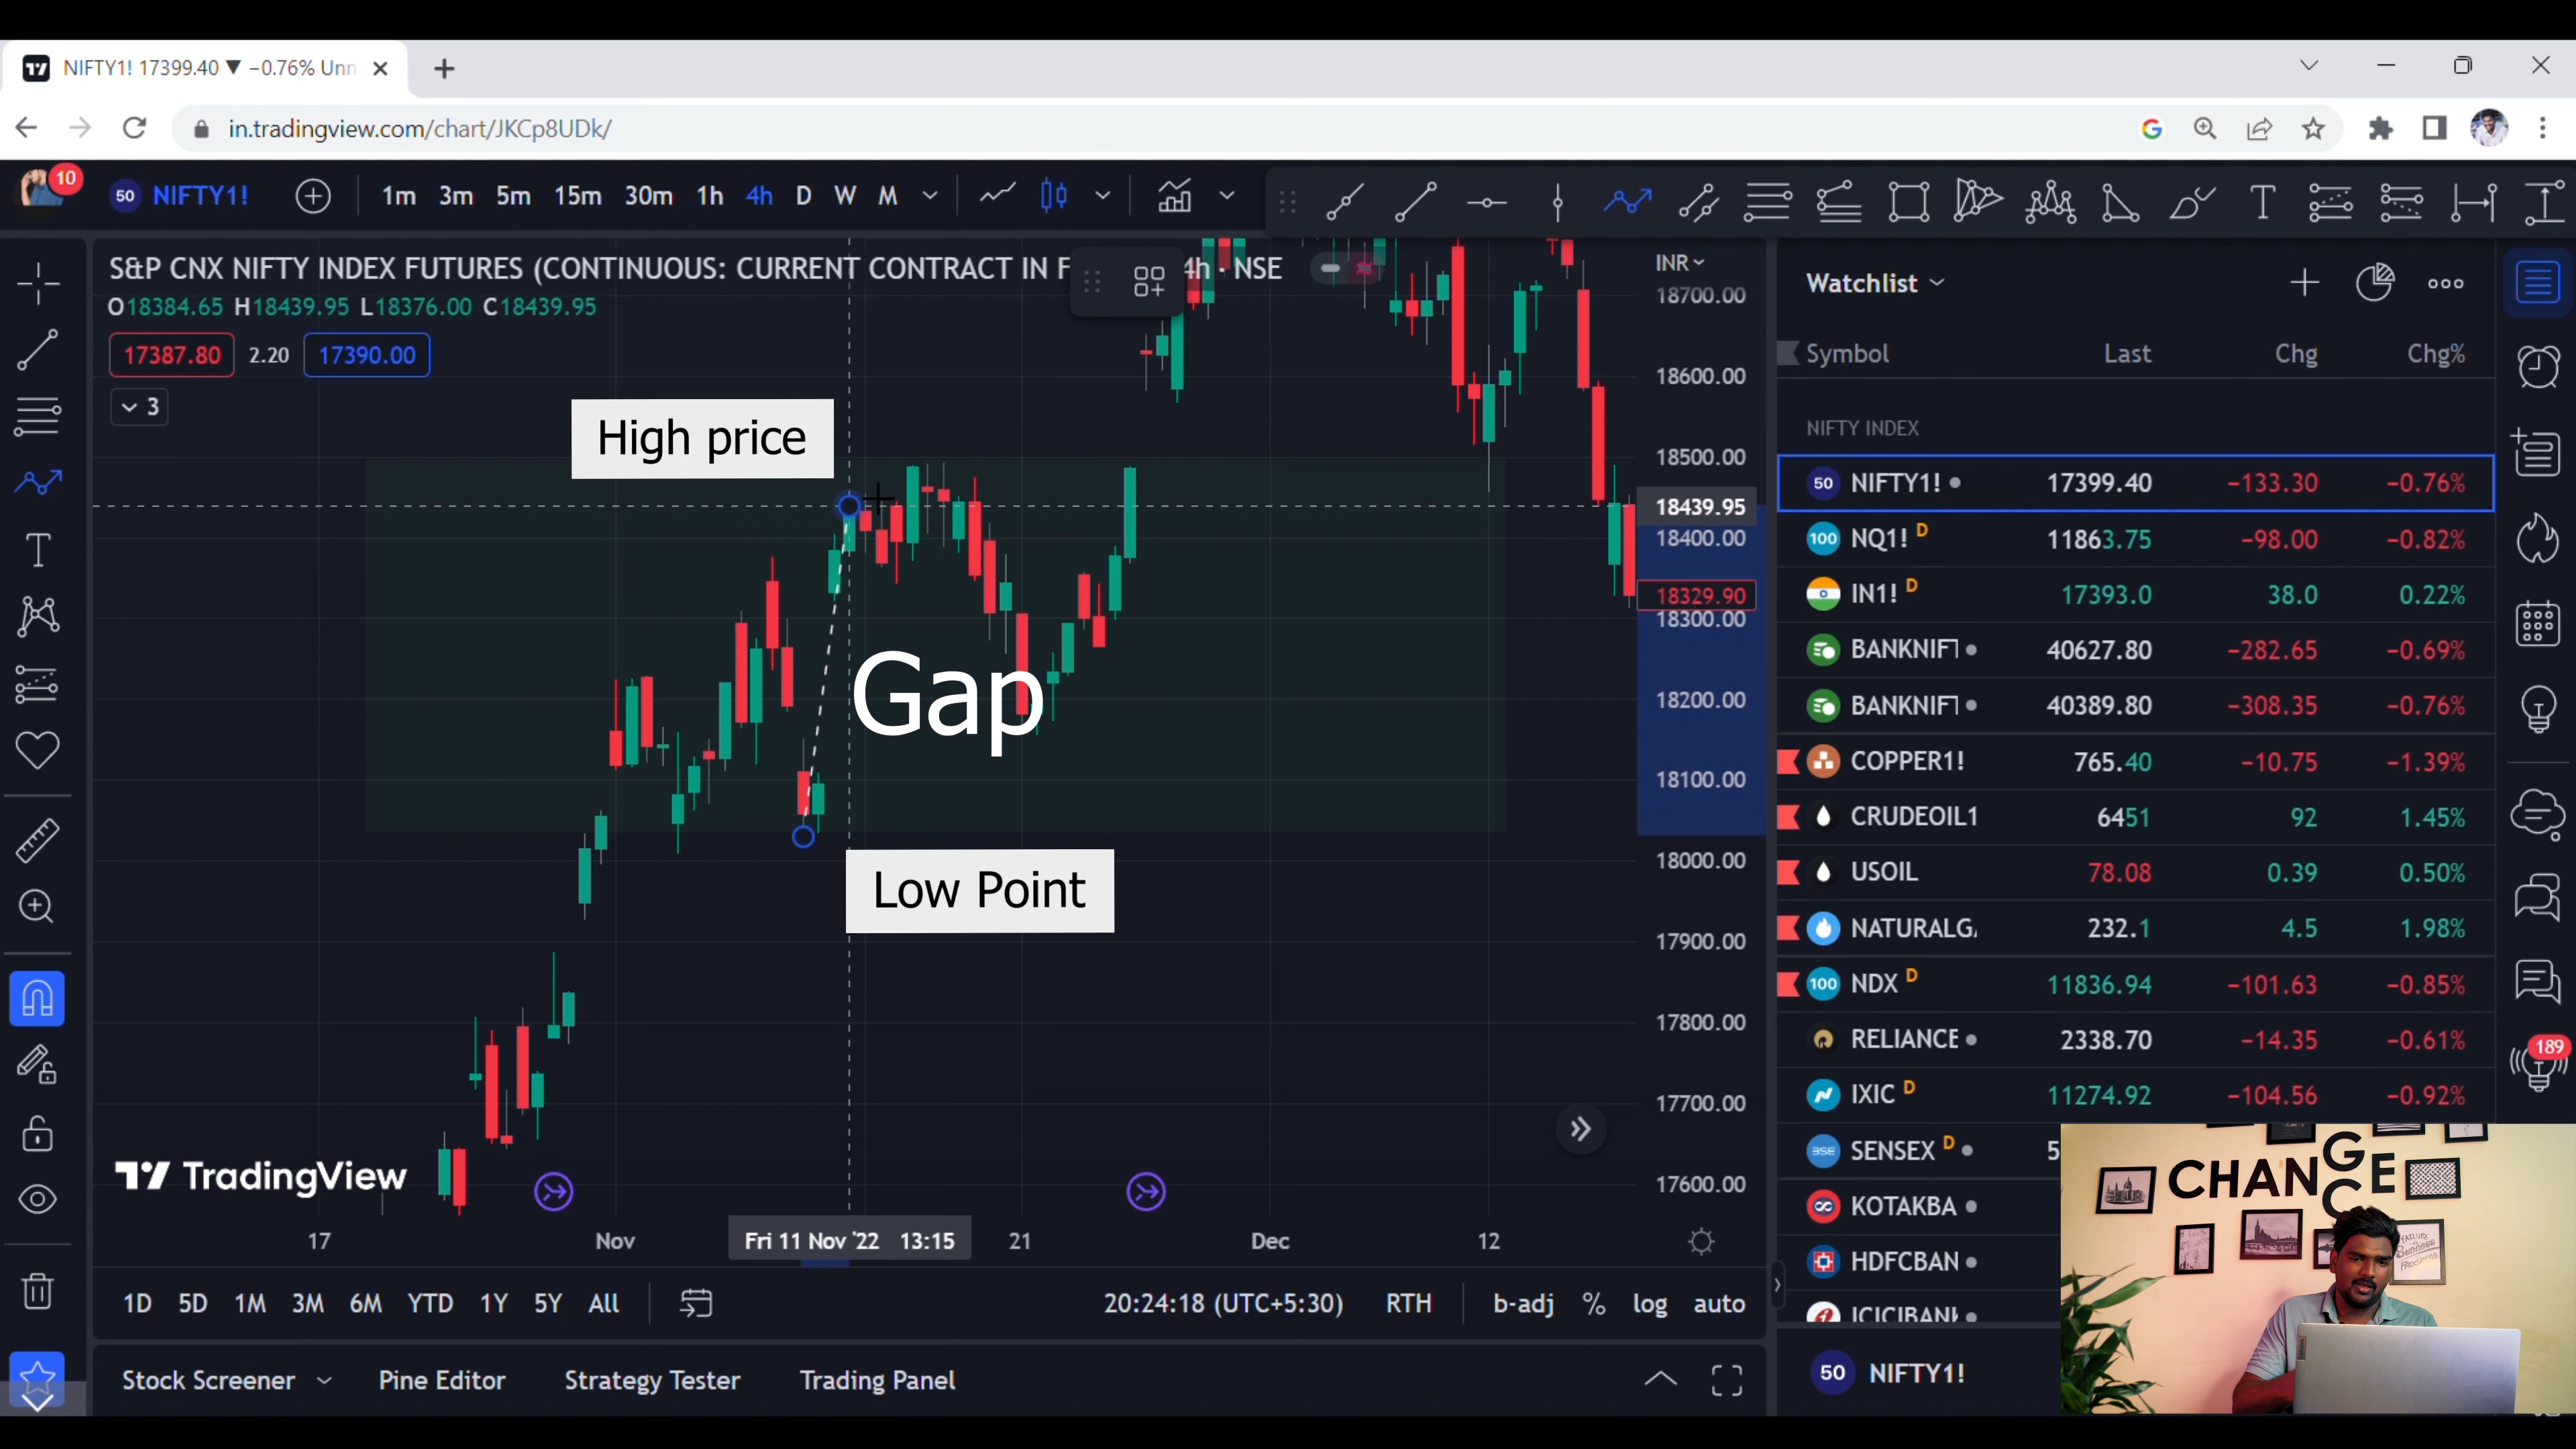 NIFTY1! 17399.40 ▼ −0.76% Unn
in.tradingview.com/chart/JKCp8UDk/
10
50 NIFTY1! 1m 3m 5m 15m 30m 1h 4h D W M
S&P CNX NIFTY INDEX FUTURES (CONTINUOUS: CURRENT CONTRACT IN F 4h · NSE
O18384.65 H18439.95 L18376.00 C18439.95
17387.80 2.20 17390.00
3
High price
Gap
Low Point
INR
18700.00
18600.00
18500.00
18439.95
18400.00
18329.90
18300.00
18200.00
18100.00
18000.00
17900.00
17800.00
17700.00
17600.00
TradingView
17 Nov Fri 11 Nov '22 13:15 21 Dec 12
1D 5D 1M 3M 6M YTD 1Y 5Y All 20:24:18 (UTC+5:30) RTH b-adj % log auto
Stock Screener Pine Editor Strategy Tester Trading Panel
Watchlist
Symbol Last Chg Chg%
NIFTY INDEX
50 NIFTY1! 17399.40 −133.30 −0.76%
100 NQ1! D 11863.75 −98.00 −0.82%
IN1! D 17393.0 38.0 0.22%
BANKNIFT 40627.80 −282.65 −0.69%
BANKNIFT 40389.80 −308.35 −0.76%
COPPER1! 765.40 −10.75 −1.39%
CRUDEOIL1 6451 92 1.45%
USOIL 78.08 0.39 0.50%
NATURALGA 232.1 4.5 1.98%
100 NDX D 11836.94 −101.63 −0.85%
RELIANCE 2338.70 −14.35 −0.61%
IXIC D 11274.92 −104.56 −0.92%
BSE SENSEX D 5
KOTAKBA
HDFCBAN
ICICIBANK
50 NIFTY1!
189
CHANGE
C